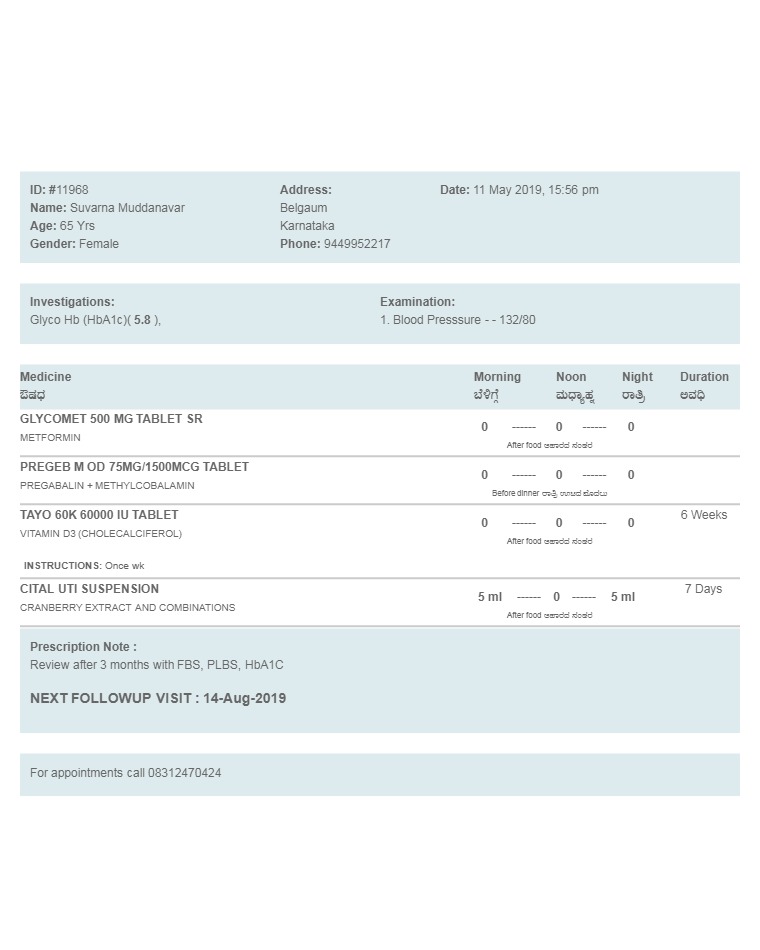 ID: #11968
Name: Suvarna Muddanavar
Age: 65 Yrs
Gender: Female
Address:
Belgaum
Karnataka
Phone: 9449952217
Date: 11 May 2019, 15:56 pm
Investigations:
Glyco Hb (HbA1c)( 5.8 ),
Examination:
1. Blood Presssure - - 132/80
Medicine Morning Noon Night Duration
ಔಷಧ ಬೆಳಿಗ್ಗೆ ಮಧ್ಯಾಹ್ನ ರಾತ್ರಿ ಅವಧಿ
GLYCOMET 500 MG TABLET SR
METFORMIN
0 ------ 0 ------ 0
After food ಆಹಾರದ ನಂತರ
PREGEB M OD 75MG/1500MCG TABLET
PREGABALIN + METHYLCOBALAMIN
0 ------ 0 ------ 0
Before dinner ರಾತ್ರಿ ಊಟದ ಮೊದಲು
TAYO 60K 60000 IU TABLET
VITAMIN D3 (CHOLECALCIFEROL)
0 ------ 0 ------ 0
After food ಆಹಾರದ ನಂತರ
6 Weeks
INSTRUCTIONS: Once wk
CITAL UTI SUSPENSION
CRANBERRY EXTRACT AND COMBINATIONS
5 ml ------ 0 ------ 5 ml
After food ಆಹಾರದ ನಂತರ
7 Days
Prescription Note :
Review after 3 months with FBS, PLBS, HbA1C
NEXT FOLLOWUP VISIT : 14-Aug-2019
For appointments call 08312470424